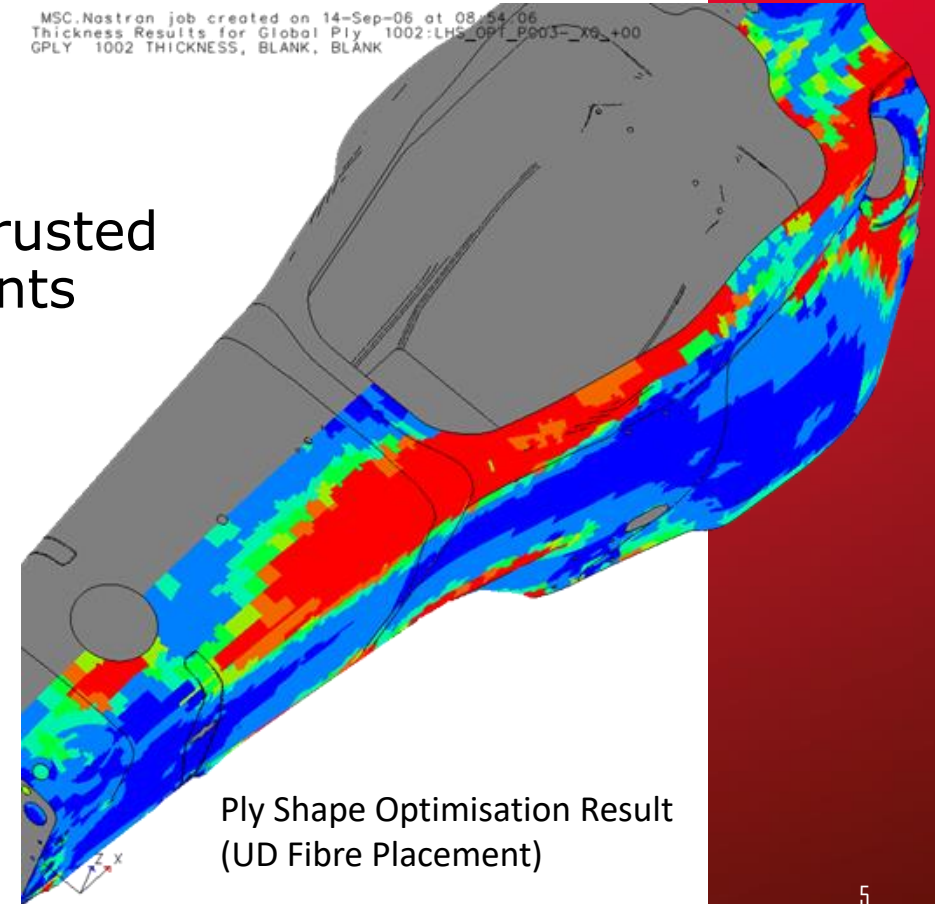 MSC.Nastran job created on 14-Sep-06 at 08:54:06
Thickness Results for Global Ply 1002:LHS_OPT_P003-_X0_+00
GPLY 1002 THICKNESS, BLANK, BLANK
rusted
nts
Ply Shape Optimisation Result
(UD Fibre Placement)
Z X
5